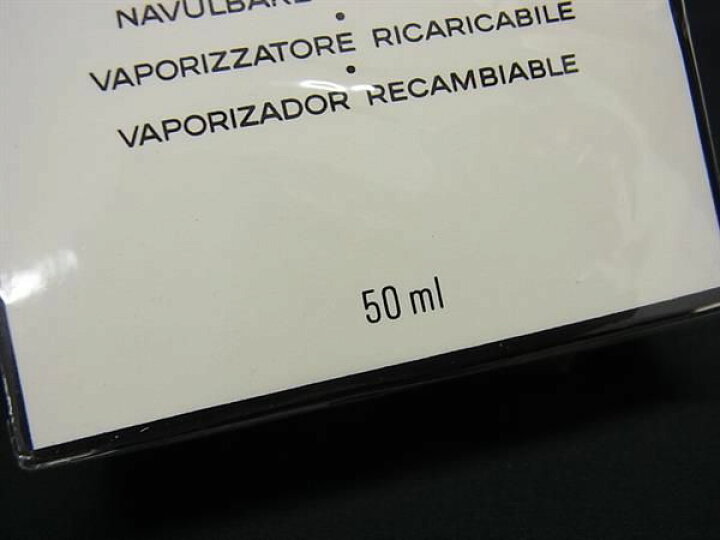 NAVULBARE
•
VAPORIZZATORE RICARICABILE
•
VAPORIZADOR RECAMBIABLE
50 ml